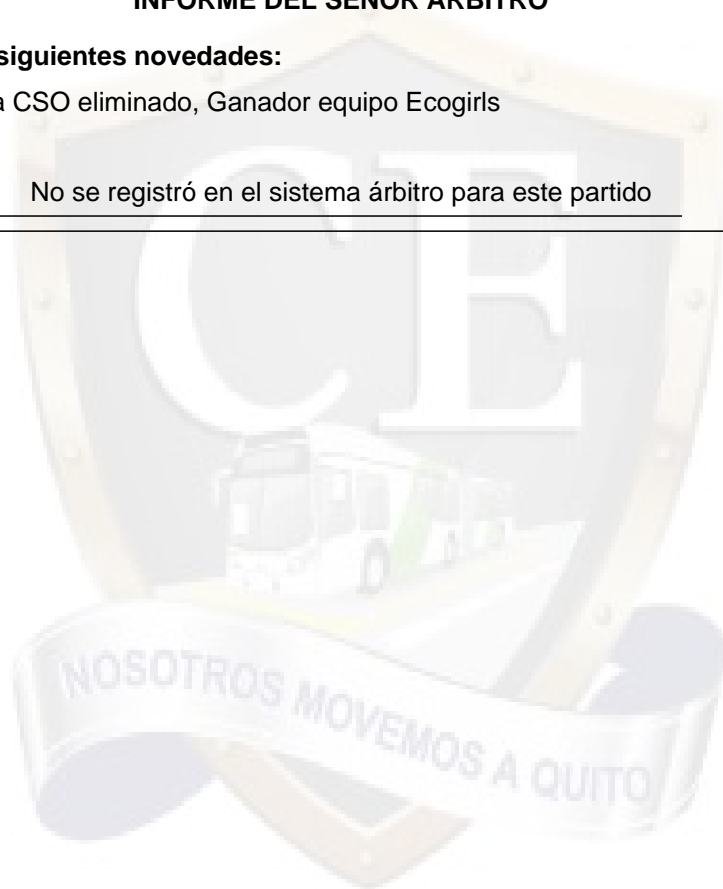 INFORME DEL SEÑOR ÁRBITRO
siguientes novedades:
a CSO eliminado, Ganador equipo Ecogirls
No se registró en el sistema árbitro para este partido
CE
NOSOTROS MOVEMOS A QUITO